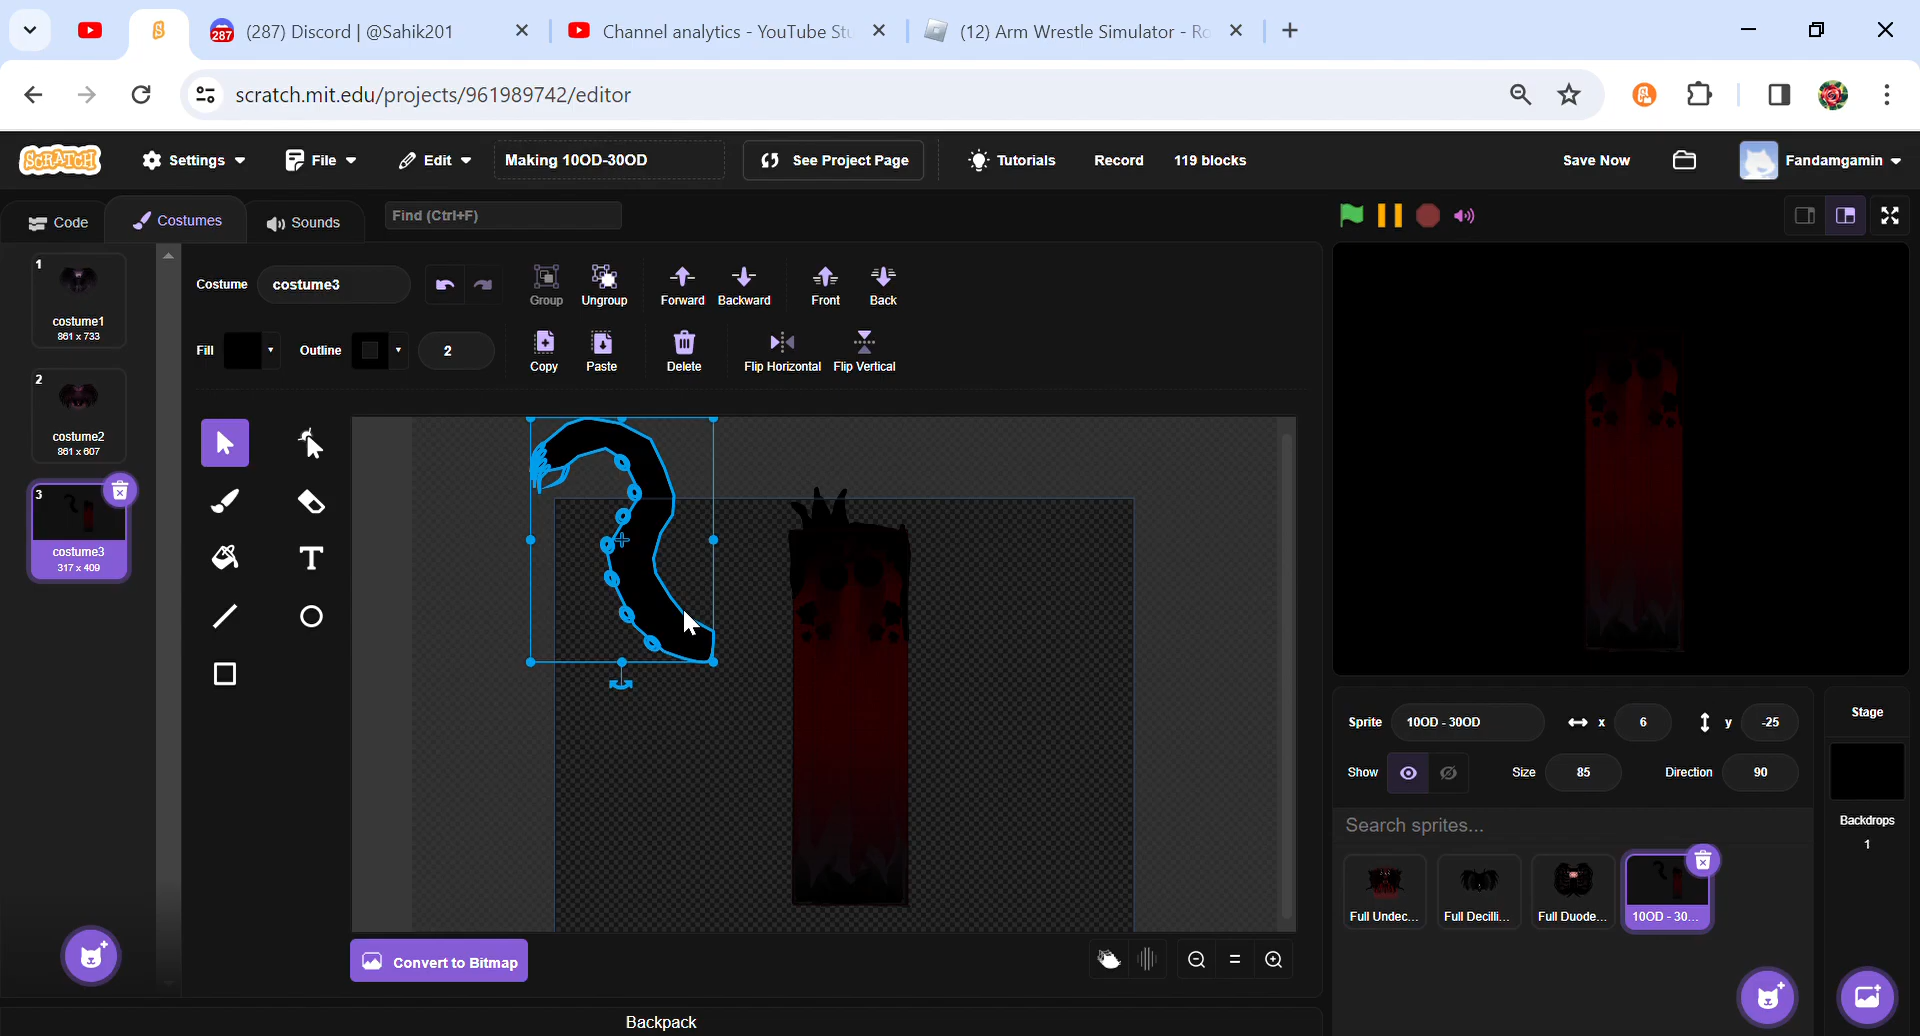 287
(287) Discord | @Sahik201
Channel analytics - YouTube Stu
(12) Arm Wrestle Simulator - Ro
scratch.mit.edu/projects/961989742/editor
SCRATCH
Settings
File
Edit
Making 10OD-30OD
See Project Page
Tutorials
Record
119 blocks
Save Now
Fandamgamin
Code
Costumes
Sounds
Find (Ctrl+F)
1
costume1
861 x 733
2
costume2
861 x 607
3
costume3
317 x 409
Costume
costume3
Group
Ungroup
Forward
Backward
Front
Back
Fill
Outline
2
Copy
Paste
Delete
Flip Horizontal
Flip Vertical
T
Convert to Bitmap
Backpack
Sprite
10OD - 30OD
x
6
y
-25
Show
Size
85
Direction
90
Search sprites...
Full Undec...
Full Decilli...
Full Duode...
10OD - 30...
Stage
Backdrops
1